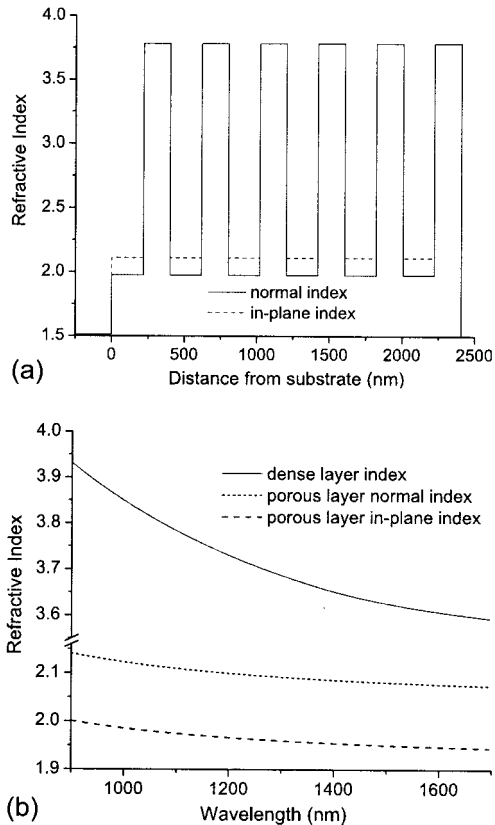 4.0
3.5
3.0
2.5
2.0
1.5
Refractive Index
normal index
in-plane index
0
500
1000
1500
2000
2500
Distance from substrate (nm)
(a)
4.0
3.9
3.8
3.7
3.6
2.1
2.0
1.9
Refractive Index
dense layer index
porous layer normal index
porous layer in-plane index
1000
1200
1400
1600
Wavelength (nm)
(b)